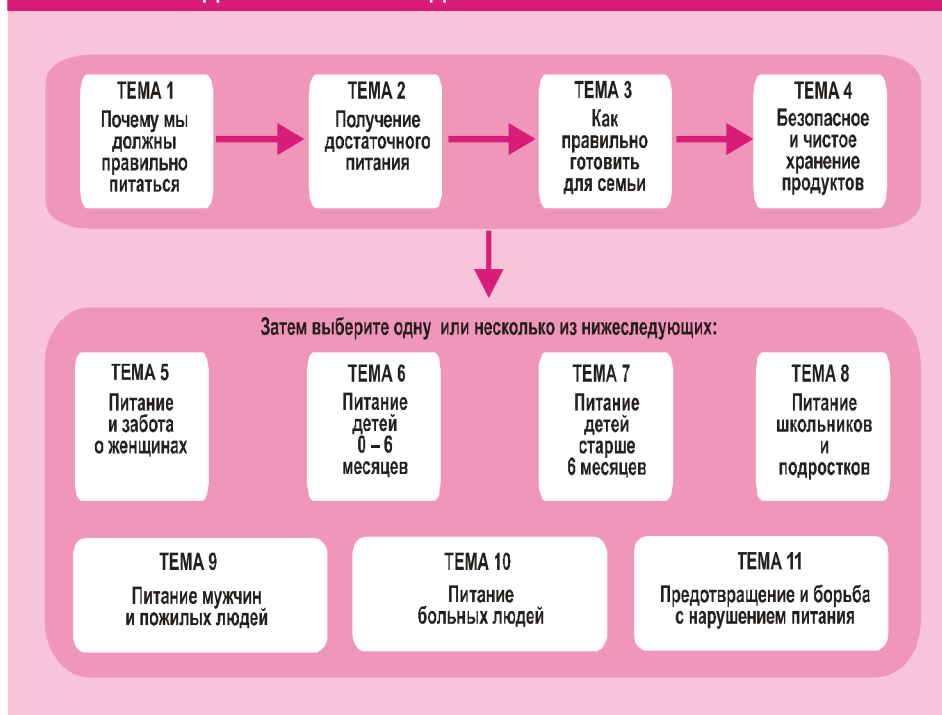 ТЕМА 1
Почему мы
должны
правильно
питаться
ТЕМА 2
Получение
достаточного
питания
ТЕМА 3
Как
правильно
готовить
для семьи
ТЕМА 4
Безопасное
и чистое
хранение
продуктов
Затем выберите одну или несколько из нижеследующих:
ТЕМА 5
Питание
и забота
о женщинах
ТЕМА 6
Питание
детей
0 – 6
месяцев
ТЕМА 7
Питание
детей
старше
6 месяцев
ТЕМА 8
Питание
школьников
и
подростков
ТЕМА 9
Питание мужчин
и пожилых людей
ТЕМА 10
Питание
больных людей
ТЕМА 11
Предотвращение и борьба
с нарушением питания